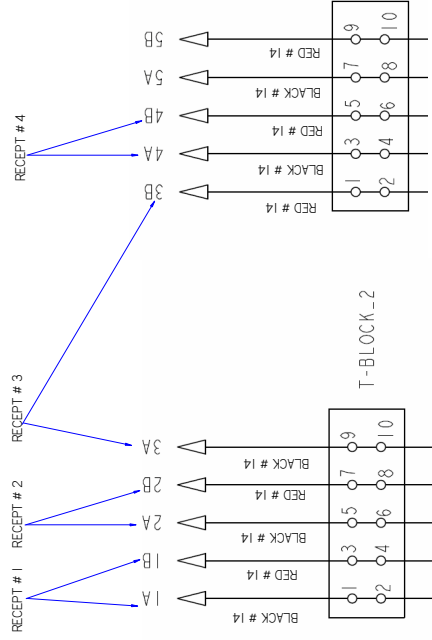 RECEPT # 4
RECEPT # 3
RECEPT # 2
RECEPT # 1
5B
RED # 14
9
10
5A
BLACK # 14
7
8
4B
RED # 14
5
6
4A
BLACK # 14
3
4
3B
RED # 14
1
2
T-BLOCK_2
3A
BLACK # 14
9
10
2B
RED # 14
7
8
2A
BLACK # 14
5
6
1B
RED # 14
3
4
1A
BLACK # 14
1
2